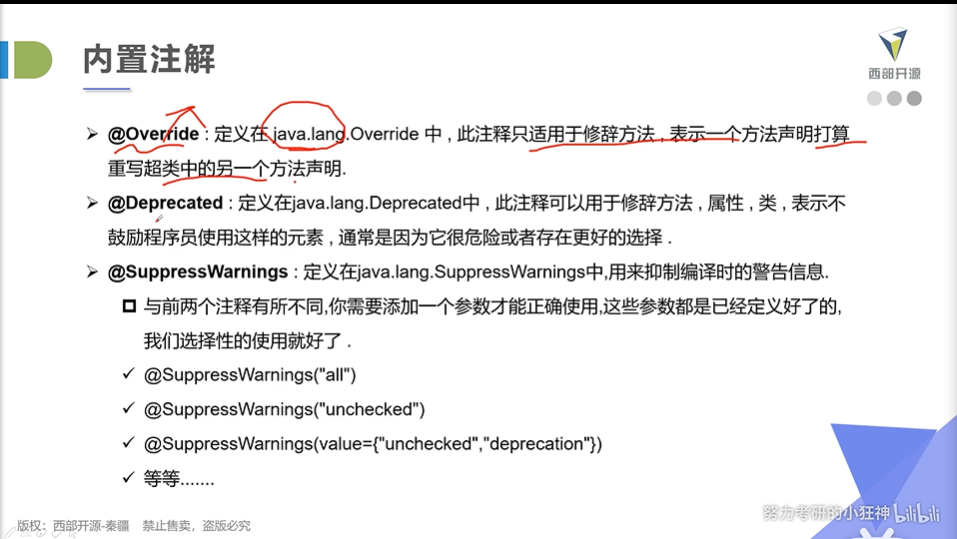 内置注解
西部开源
@Override : 定义在 java.lang.Override 中 , 此注释只适用于修辞方法 , 表示一个方法声明打算
重写超类中的另一个方法声明.
@Deprecated : 定义在java.lang.Deprecated中 , 此注释可以用于修辞方法 , 属性 , 类 , 表示不
鼓励程序员使用这样的元素 , 通常是因为它很危险或者存在更好的选择 .
@SuppressWarnings : 定义在java.lang.SuppressWarnings中,用来抑制编译时的警告信息.
与前两个注释有所不同,你需要添加一个参数才能正确使用,这些参数都是已经定义好了的,
我们选择性的使用就好了 .
@SuppressWarnings("all")
@SuppressWarnings("unchecked")
@SuppressWarnings(value={"unchecked","deprecation"})
等等.......
版权：西部开源-秦疆 禁止售卖，盗版必究
努力考研的小狂神 bilibili